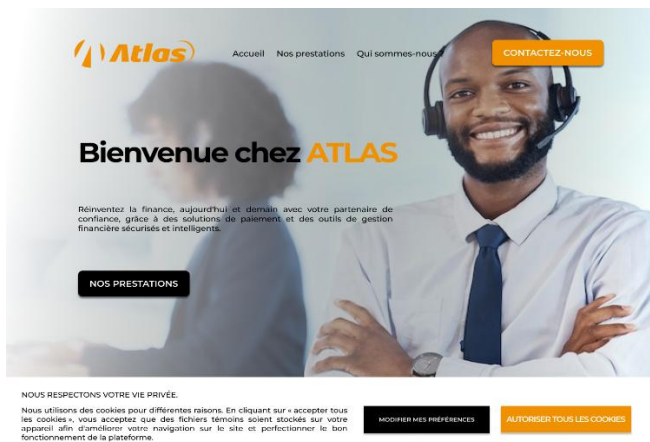 Atlas
Accueil Nos prestations Qui sommes-nous?
CONTACTEZ-NOUS
Bienvenue chez ATLAS
Réinventez la finance, aujourd'hui et demain avec votre partenaire de
confiance, grâce à des solutions de paiement et des outils de gestion
financière sécurisés et intelligents.
NOS PRESTATIONS
NOUS RESPECTONS VOTRE VIE PRIVÉE.
Nous utilisons des cookies pour différentes raisons. En cliquant sur « accepter tous
les cookies », vous acceptez que des fichiers témoins soient stockés sur votre
appareil afin d'améliorer votre navigation sur le site et perfectionner le bon
fonctionnement de la plateforme.
MODIFIER MES PRÉFÉRENCES
AUTORISER TOUS LES COOKIES